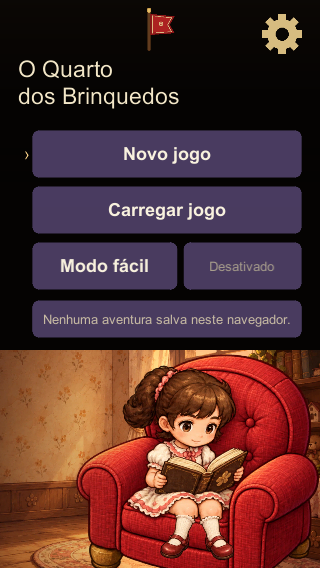 O Quarto
dos Brinquedos
› Novo jogo
Carregar jogo
Modo fácil
Desativado
Nenhuma aventura salva neste navegador.